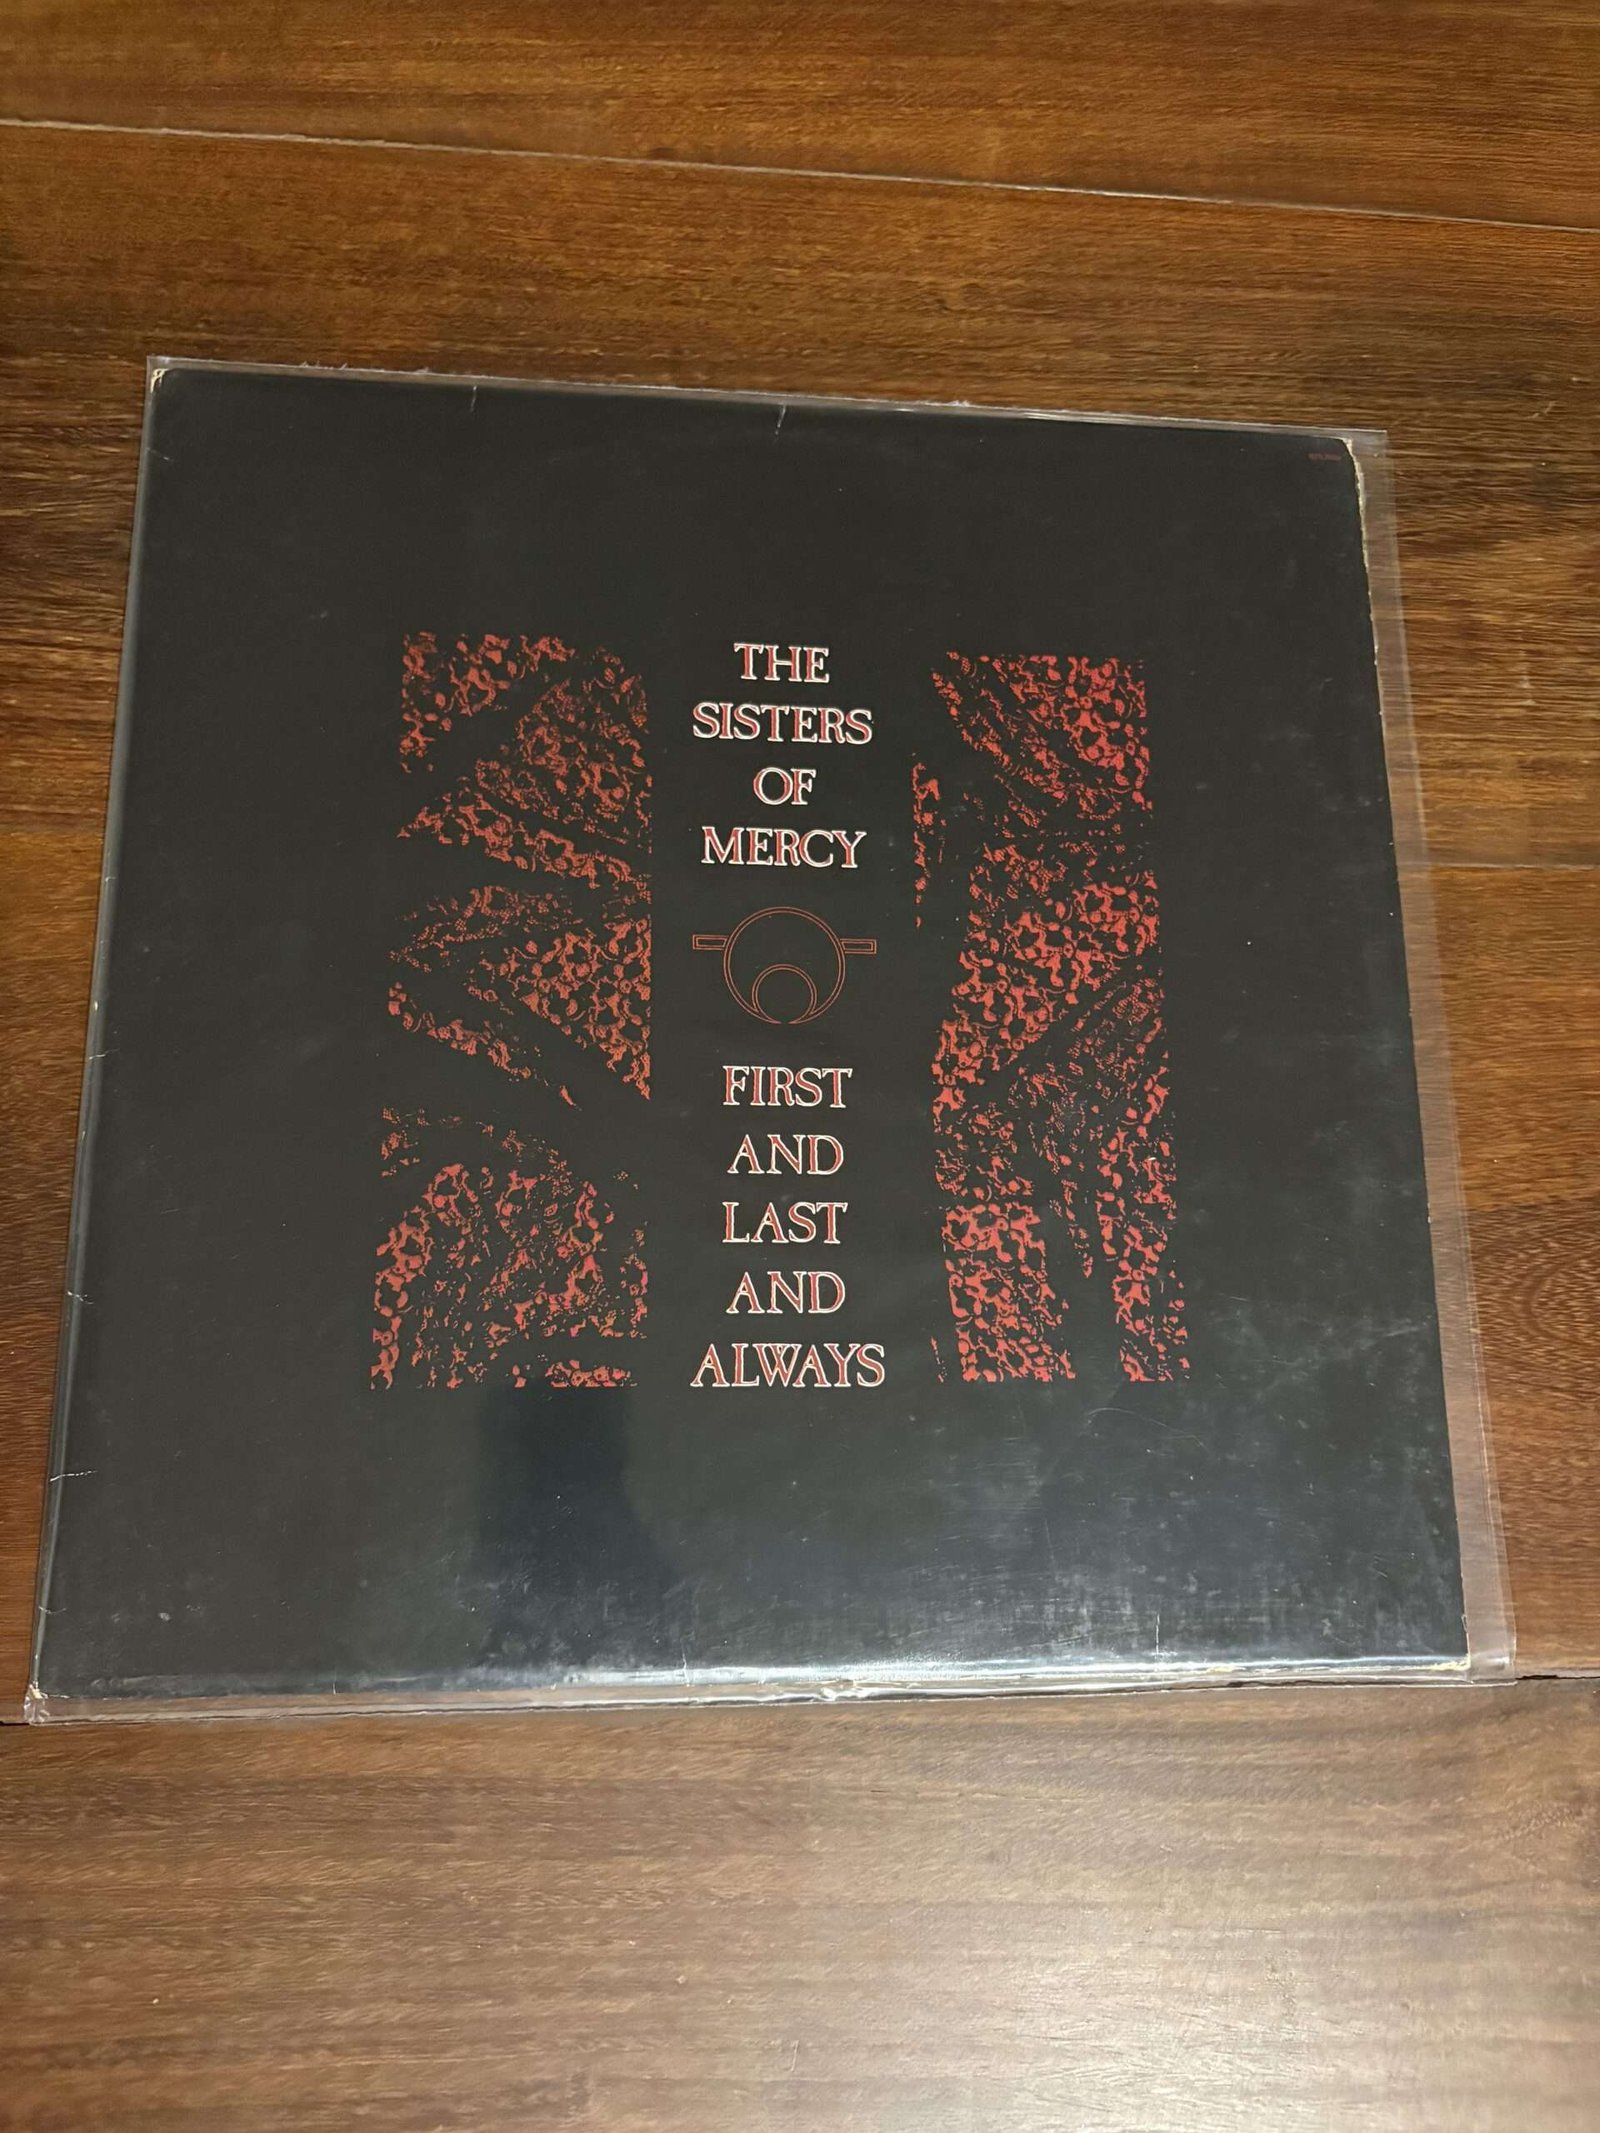 THE
SISTERS
OF
MERCY
FIRST
AND
LAST
AND
ALWAYS